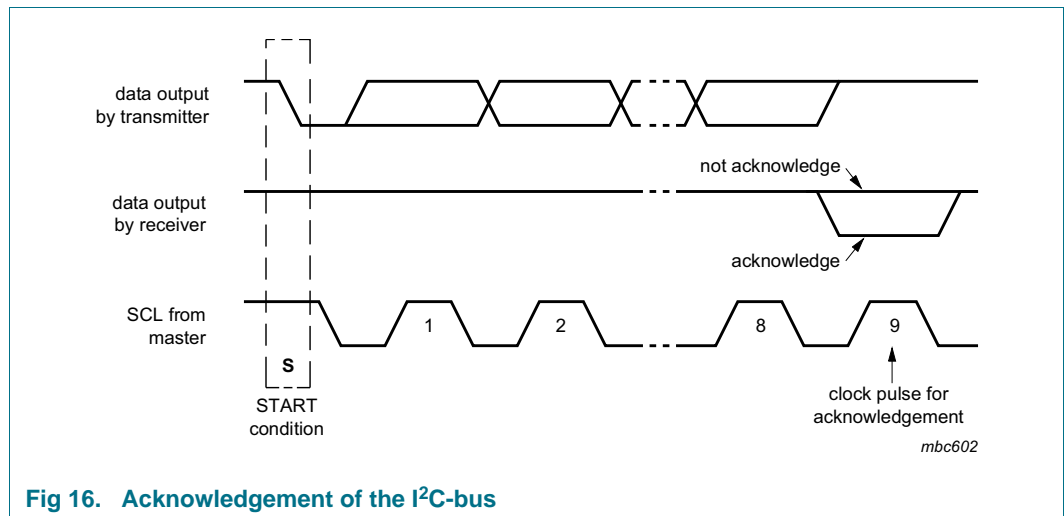 data output
by transmitter
not acknowledge
data output
by receiver
acknowledge
SCL from
master
1
2
8
9
S
START
condition
clock pulse for
acknowledgement
mbc602
Fig 16. Acknowledgement of the I²C-bus